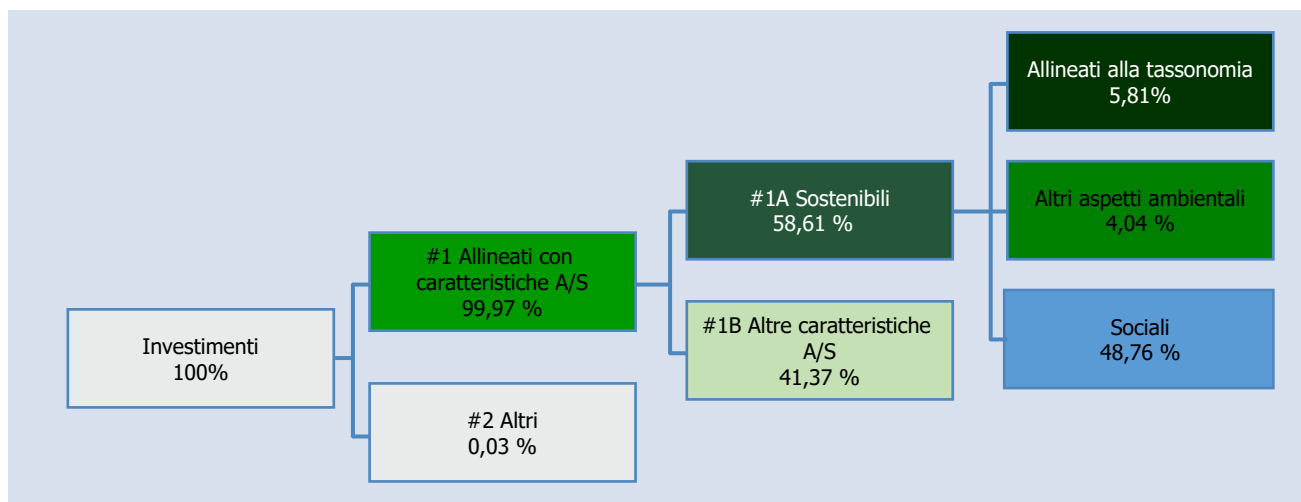 Investimenti
100%
#1 Allineati con
caratteristiche A/S
99,97 %
#2 Altri
0,03 %
#1A Sostenibili
58,61 %
#1B Altre caratteristiche
A/S
41,37 %
Allineati alla tassonomia
5,81%
Altri aspetti ambientali
4,04 %
Sociali
48,76 %